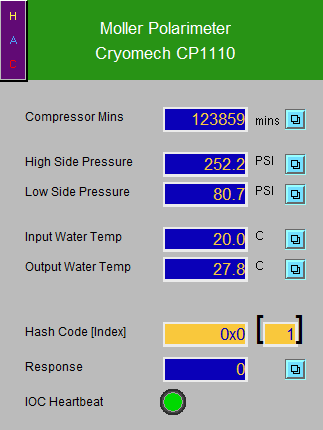 H
A
C
Moller Polarimeter
Cryomech CP1110
Compressor Mins 123859 mins
High Side Pressure 252.2 PSI
Low Side Pressure 80.7 PSI
Input Water Temp 20.0 C
Output Water Temp 27.8 C
Hash Code [Index] 0x0 [ 1 ]
Response 0
IOC Heartbeat